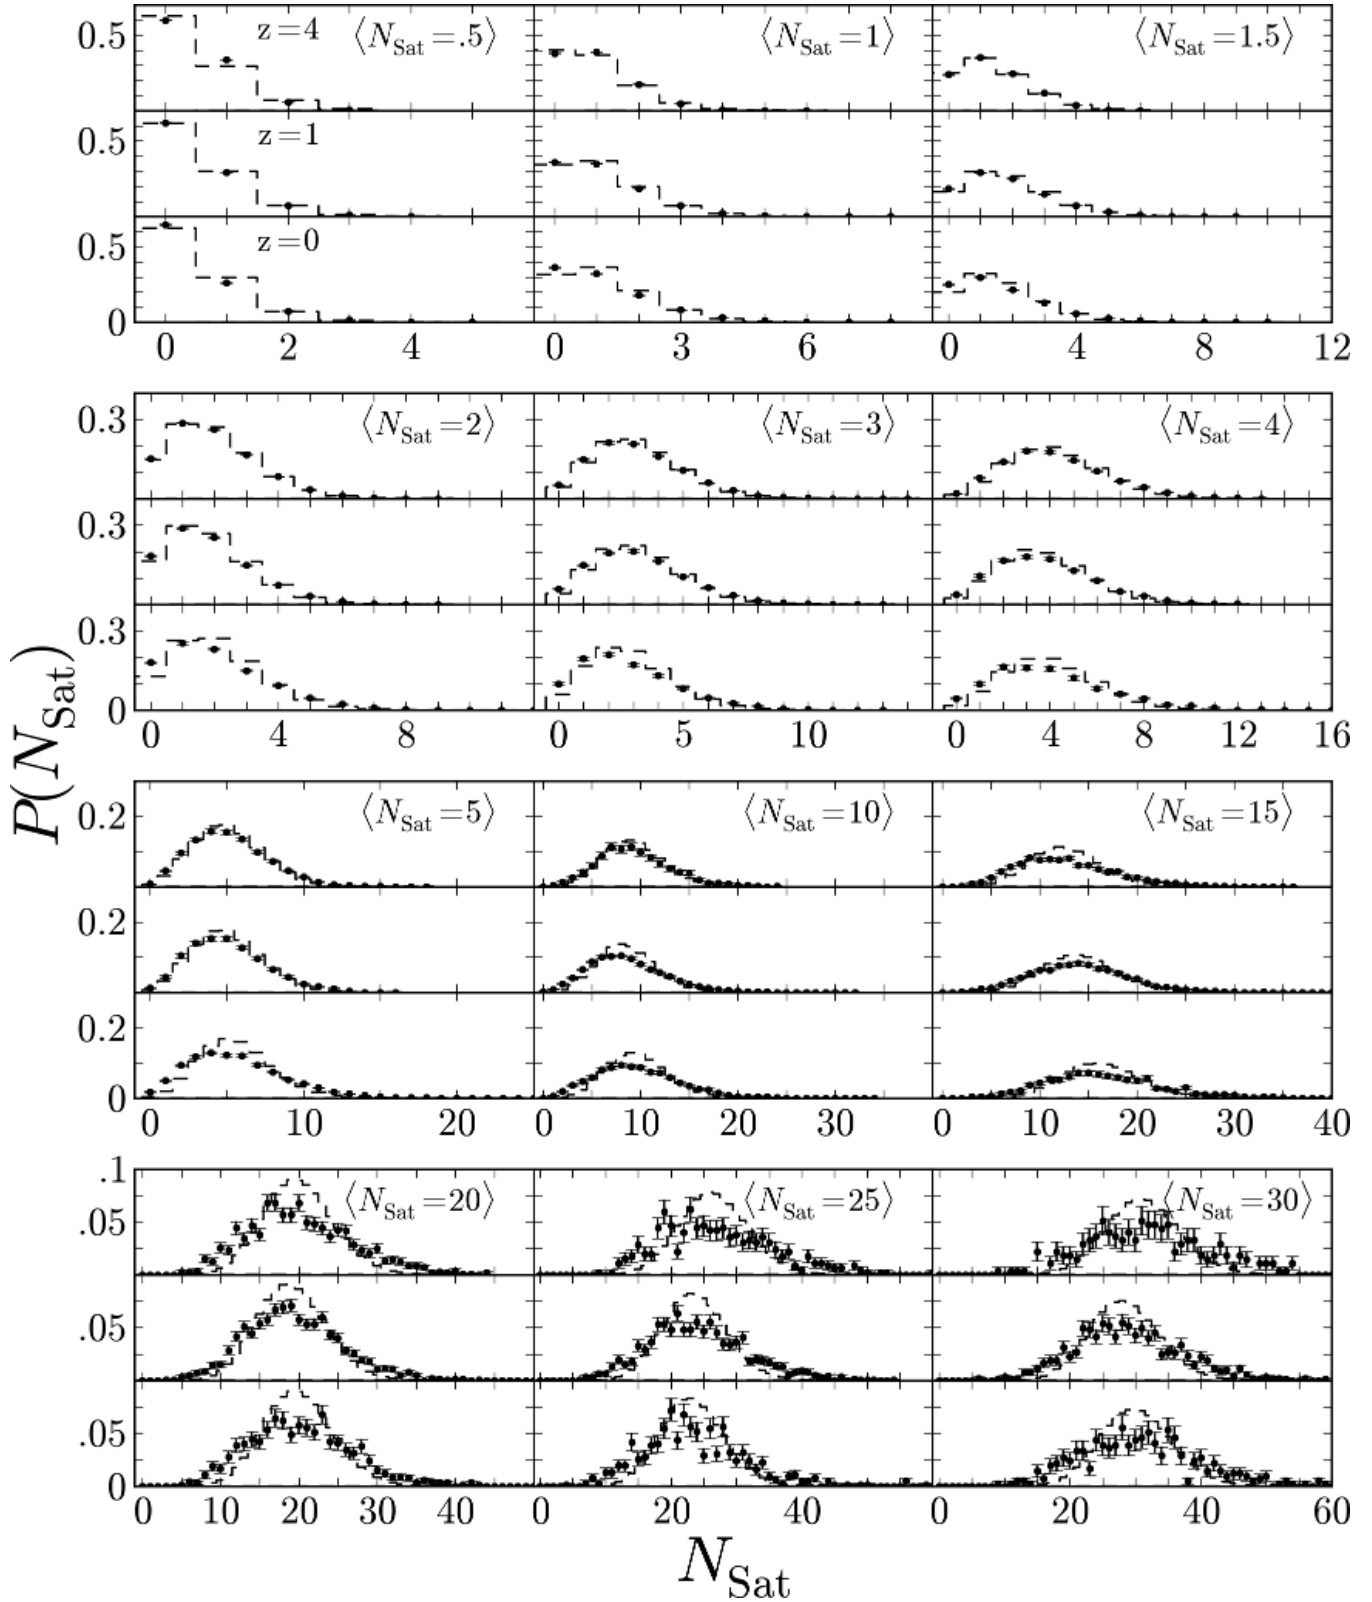 0.5 z=4 ⟨N_Sat=.5⟩ ⟨N_Sat=1⟩ ⟨N_Sat=1.5⟩
0.5 z=1
0.5 z=0
0
0 2 4 0 3 6 0 4 8 12
0.3 ⟨N_Sat=2⟩ ⟨N_Sat=3⟩ ⟨N_Sat=4⟩
0.3
0.3
0
0 4 8 0 5 10 0 4 8 12 16
P(N_Sat)
0.2 ⟨N_Sat=5⟩ ⟨N_Sat=10⟩ ⟨N_Sat=15⟩
0.2
0.2
0
0 10 20 0 10 20 30 0 10 20 30 40
.1
.05 ⟨N_Sat=20⟩ ⟨N_Sat=25⟩ ⟨N_Sat=30⟩
.05
.05
0
0 10 20 30 40 0 20 40 20 40 60
N_Sat